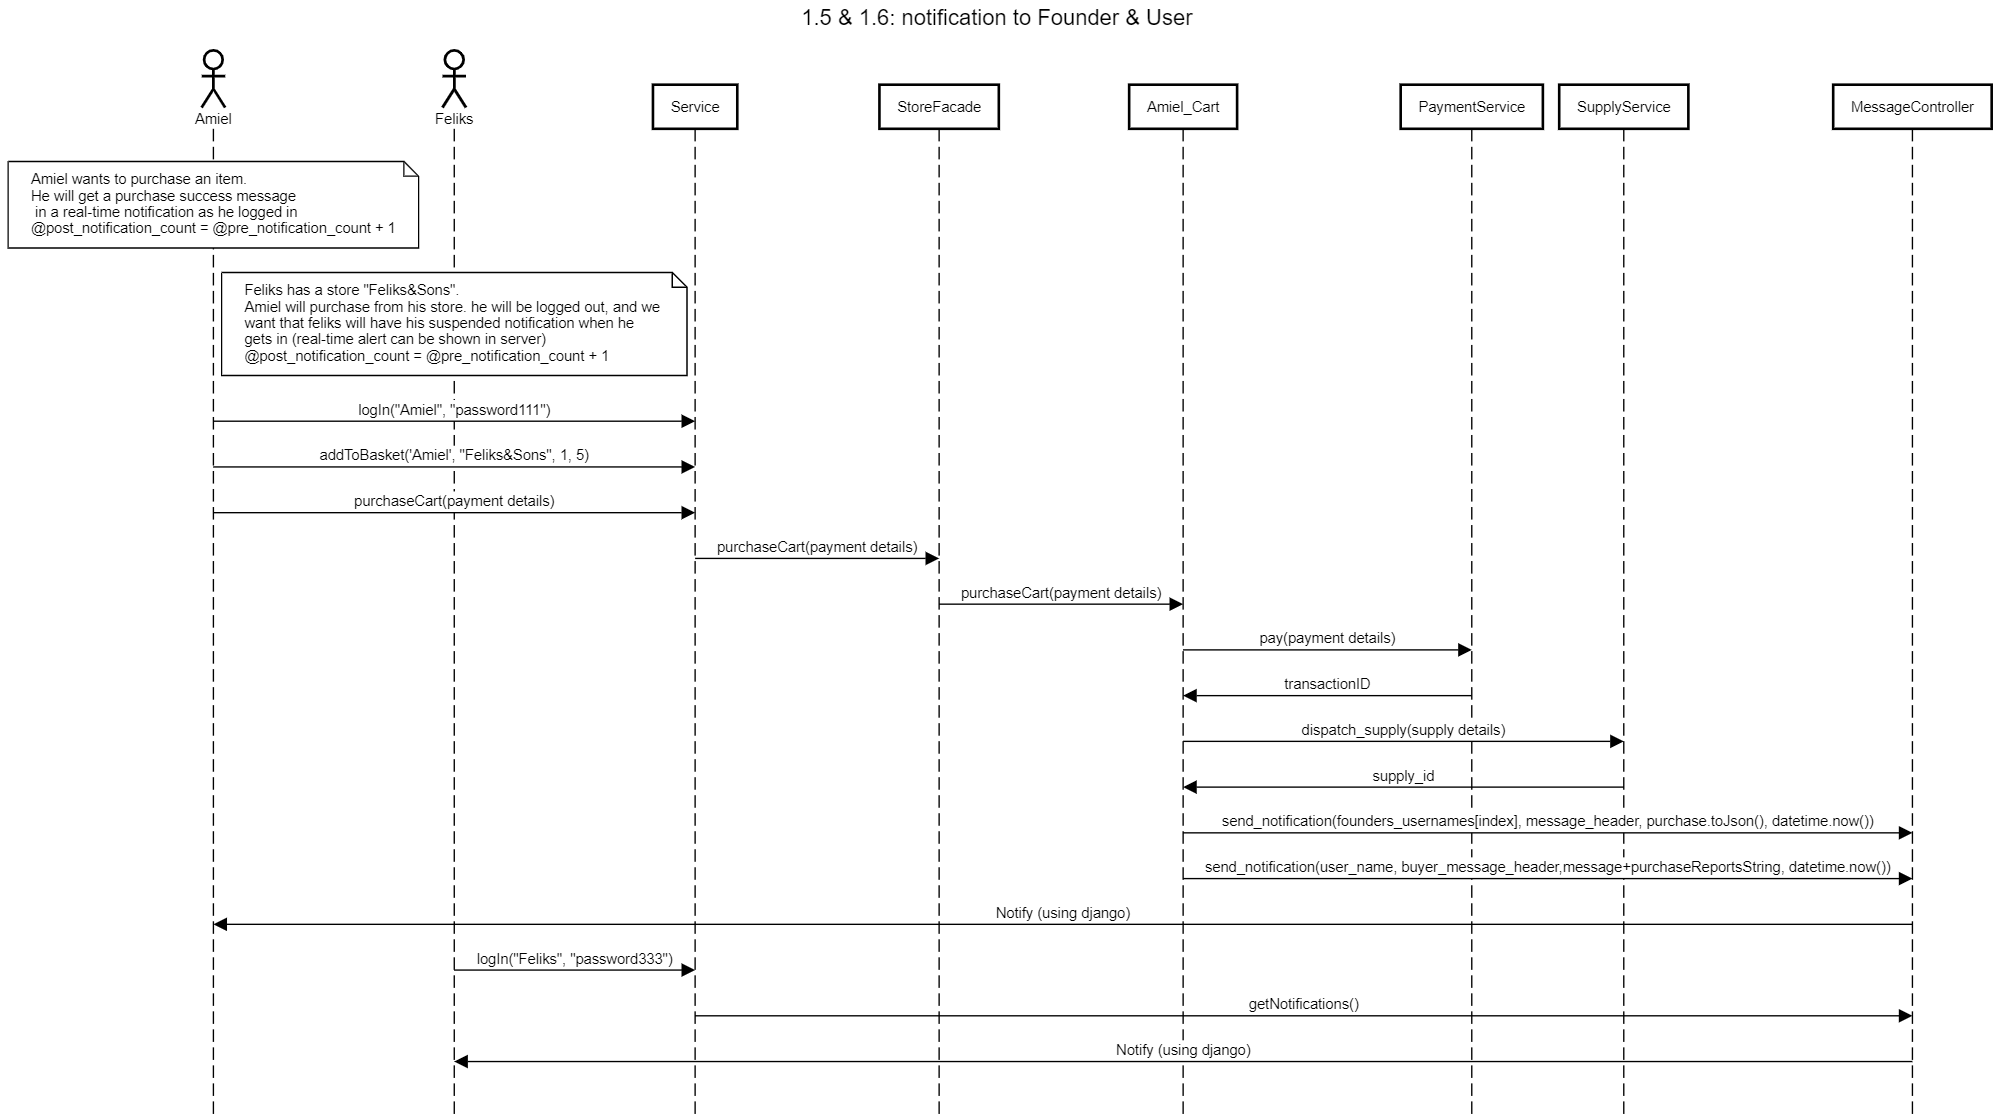 1.5 & 1.6: notification to Founder & User
Amiel
Feliks
Service
StoreFacade
Amiel_Cart
PaymentService
SupplyService
MessageController
Amiel wants to purchase an item.
He will get a purchase success message
in a real-time notification as he logged in
@post_notification_count = @pre_notification_count + 1
Feliks has a store "Feliks&Sons".
Amiel will purchase from his store. he will be logged out, and we
want that feliks will have his suspended notification when he
gets in (real-time alert can be shown in server)
@post_notification_count = @pre_notification_count + 1
logIn("Amiel", "password111")
addToBasket('Amiel', "Feliks&Sons", 1, 5)
purchaseCart(payment details)
purchaseCart(payment details)
purchaseCart(payment details)
pay(payment details)
transactionID
dispatch_supply(supply details)
supply_id
send_notification(founders_usernames[index], message_header, purchase.toJson(), datetime.now())
send_notification(user_name, buyer_message_header,message+purchaseReportsString, datetime.now())
Notify (using django)
logIn("Feliks", "password333")
getNotifications()
Notify (using django)